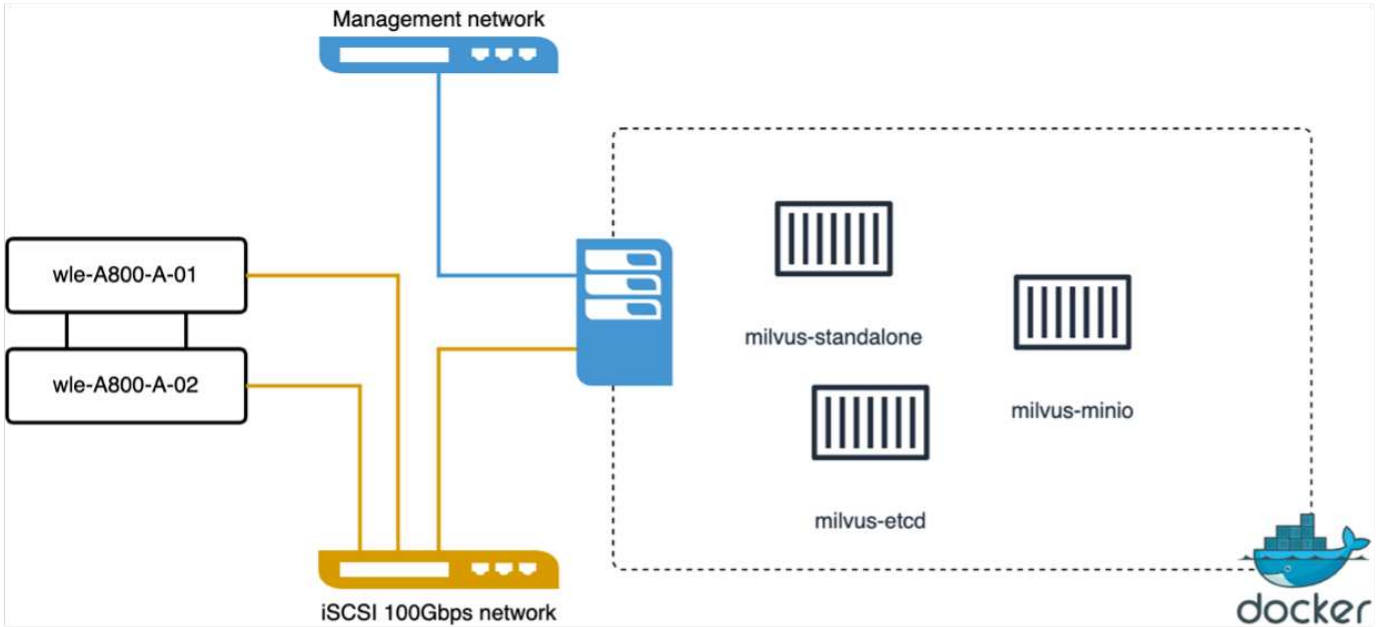 Management network
wle-A800-A-01
wle-A800-A-02
milvus-standalone
milvus-minio
milvus-etcd
iSCSI 100Gbps network
docker